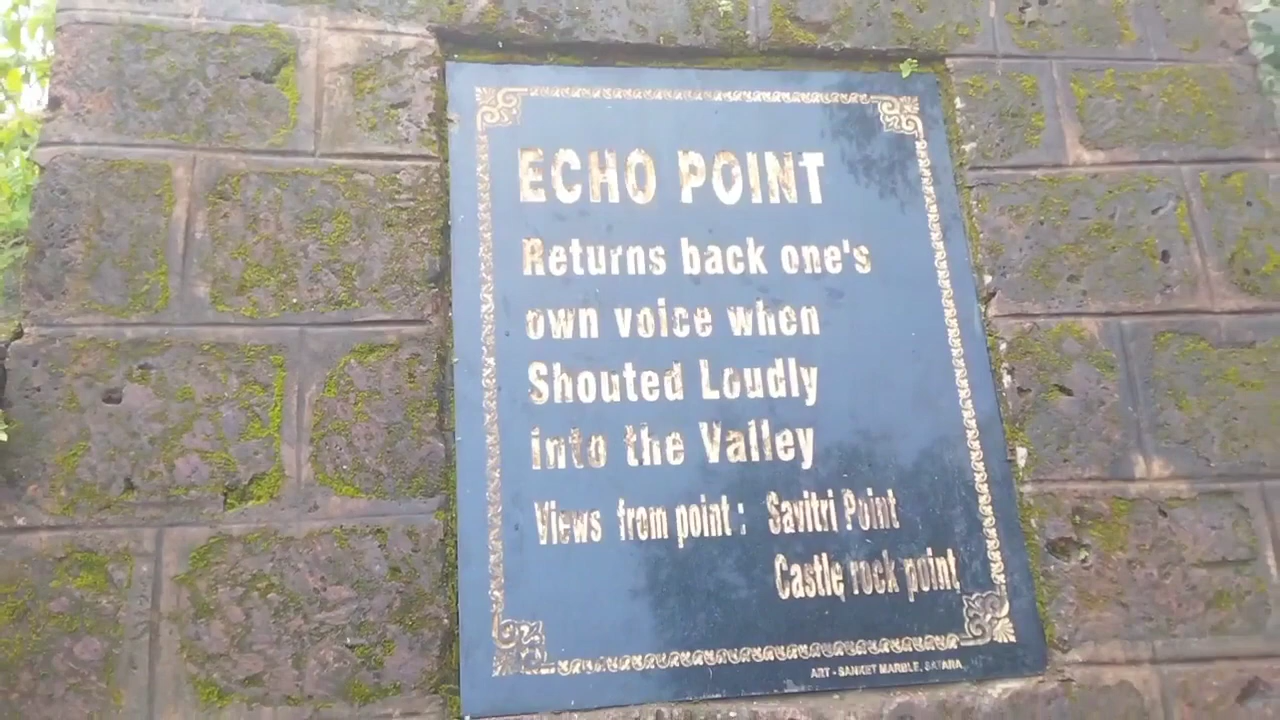 ECHO POINT
Returns back one's
own voice when
Shouted Loudly
into the Valley
Views from point : Savitri Point
Castle rock point
ART - SANKET MARBLE, SATARA